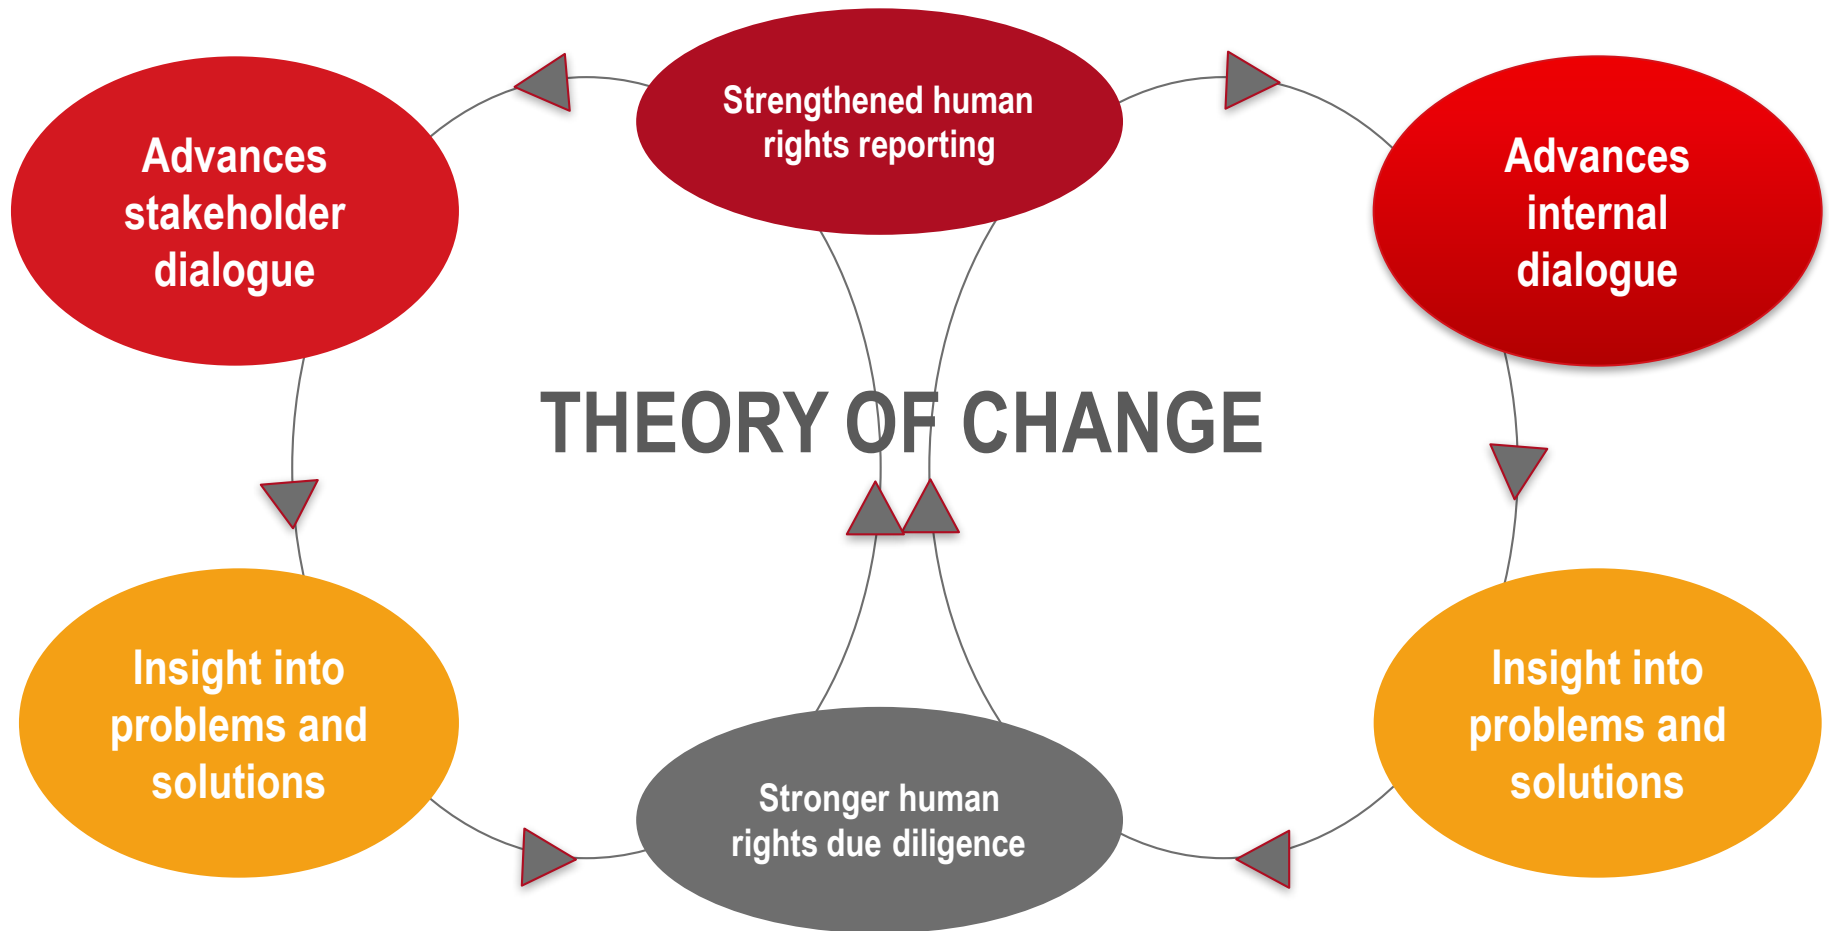 Strengthened human
rights reporting
Advances
stakeholder
dialogue
Advances
internal
dialogue
THEORY OF CHANGE
Insight into
problems and
solutions
Stronger human
rights due diligence
Insight into
problems and
solutions